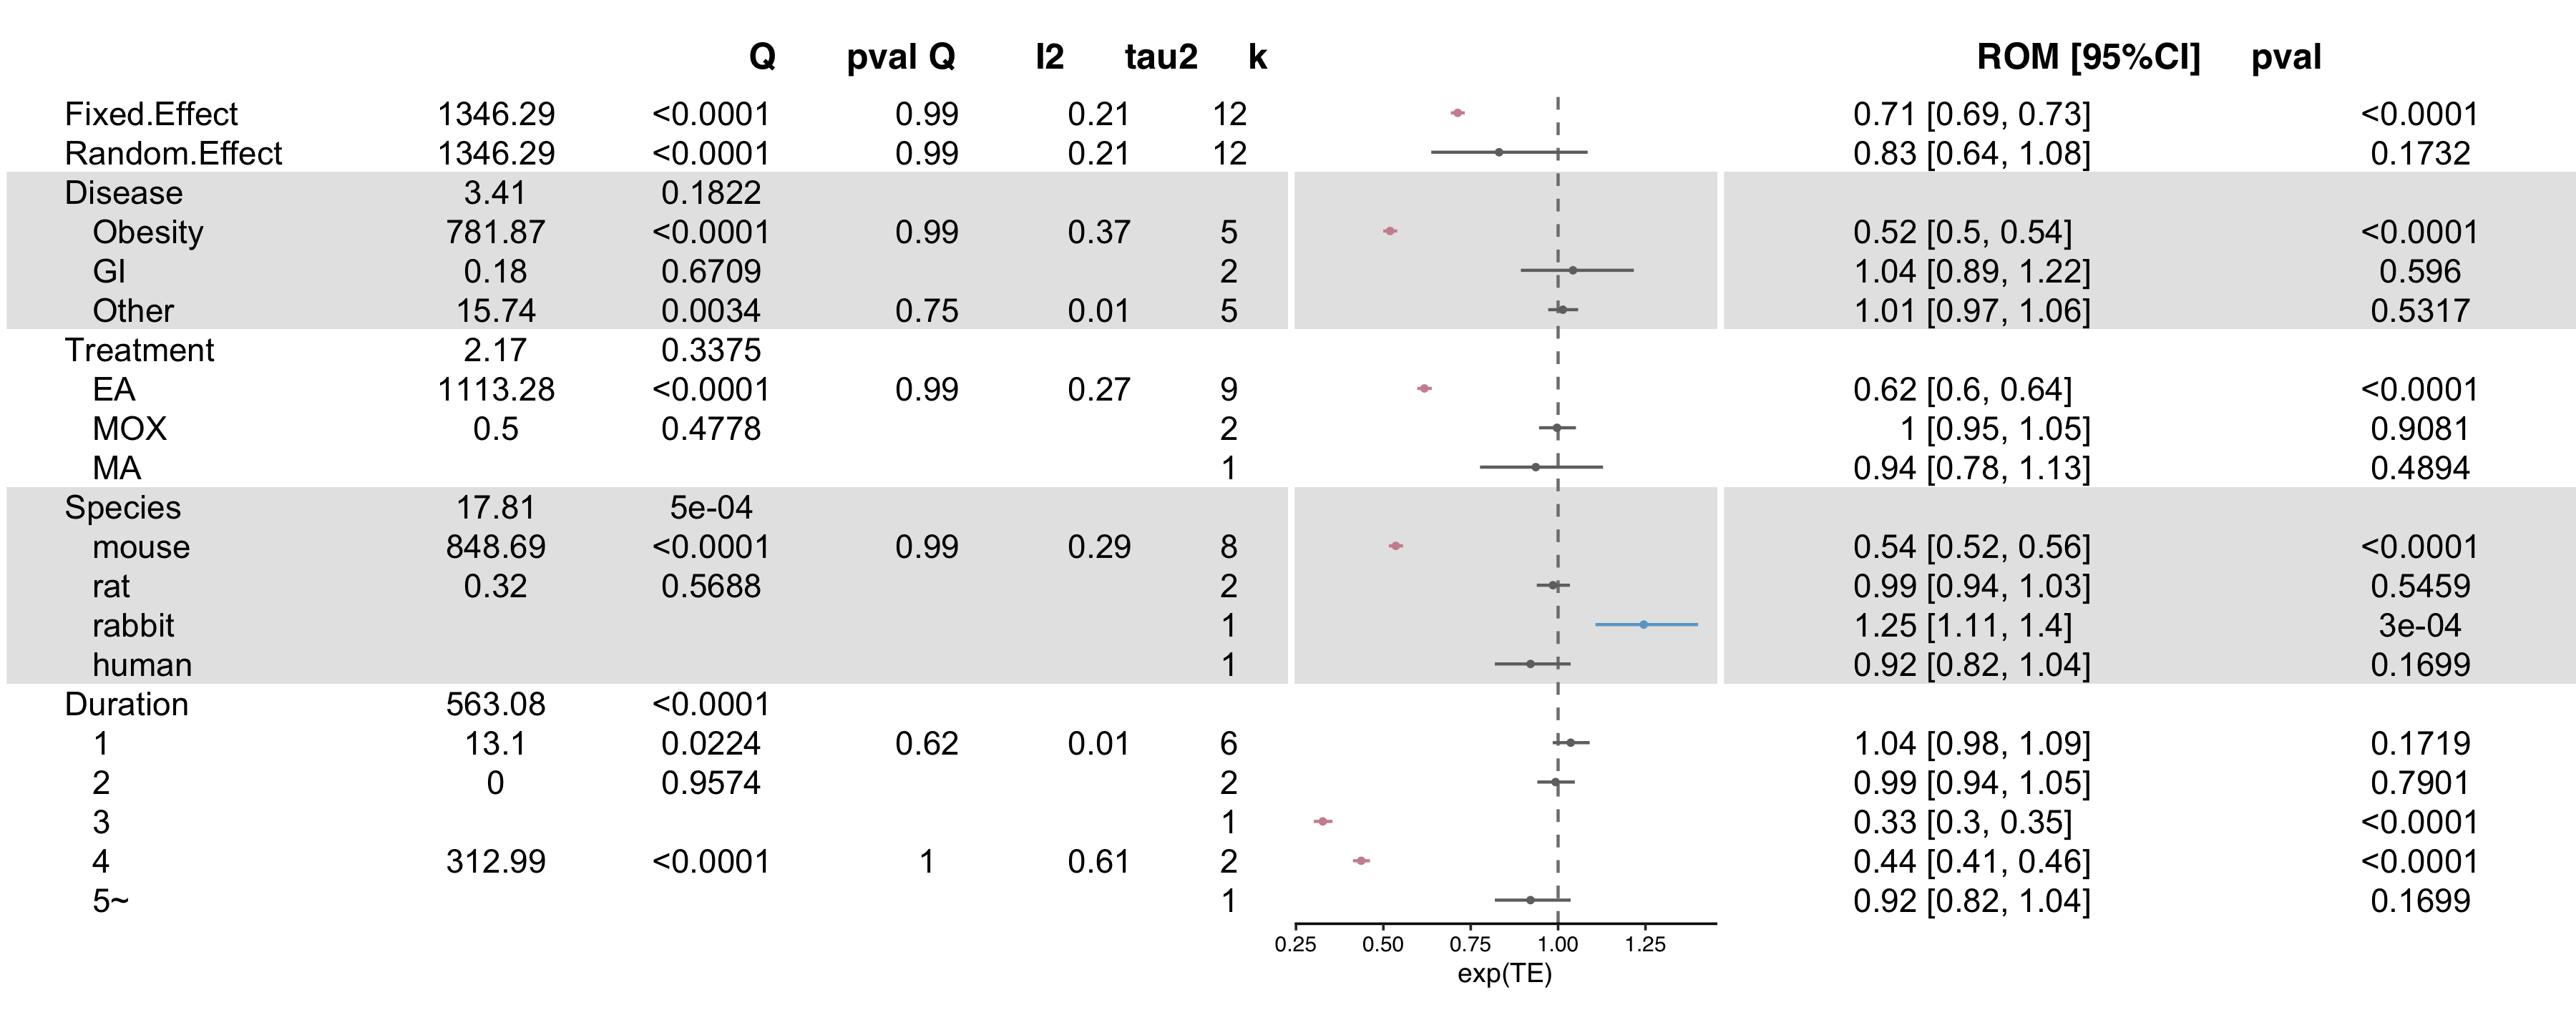 Q pval Q I2 tau2 k ROM [95%CI] pval
Fixed.Effect 1346.29 <0.0001 0.99 0.21 12 0.71 [0.69, 0.73] <0.0001
Random.Effect 1346.29 <0.0001 0.99 0.21 12 0.83 [0.64, 1.08] 0.1732
Disease 3.41 0.1822
Obesity 781.87 <0.0001 0.99 0.37 5 0.52 [0.5, 0.54] <0.0001
GI 0.18 0.6709 2 1.04 [0.89, 1.22] 0.596
Other 15.74 0.0034 0.75 0.01 5 1.01 [0.97, 1.06] 0.5317
Treatment 2.17 0.3375
EA 1113.28 <0.0001 0.99 0.27 9 0.62 [0.6, 0.64] <0.0001
MOX 0.5 0.4778 2 1 [0.95, 1.05] 0.9081
MA 1 0.94 [0.78, 1.13] 0.4894
Species 17.81 5e-04
mouse 848.69 <0.0001 0.99 0.29 8 0.54 [0.52, 0.56] <0.0001
rat 0.32 0.5688 2 0.99 [0.94, 1.03] 0.5459
rabbit 1 1.25 [1.11, 1.4] 3e-04
human 1 0.92 [0.82, 1.04] 0.1699
Duration 563.08 <0.0001
1 13.1 0.0224 0.62 0.01 6 1.04 [0.98, 1.09] 0.1719
2 0 0.9574 2 0.99 [0.94, 1.05] 0.7901
3 1 0.33 [0.3, 0.35] <0.0001
4 312.99 <0.0001 1 0.61 2 0.44 [0.41, 0.46] <0.0001
5~ 1 0.92 [0.82, 1.04] 0.1699
0.25 0.50 0.75 1.00 1.25
exp(TE)